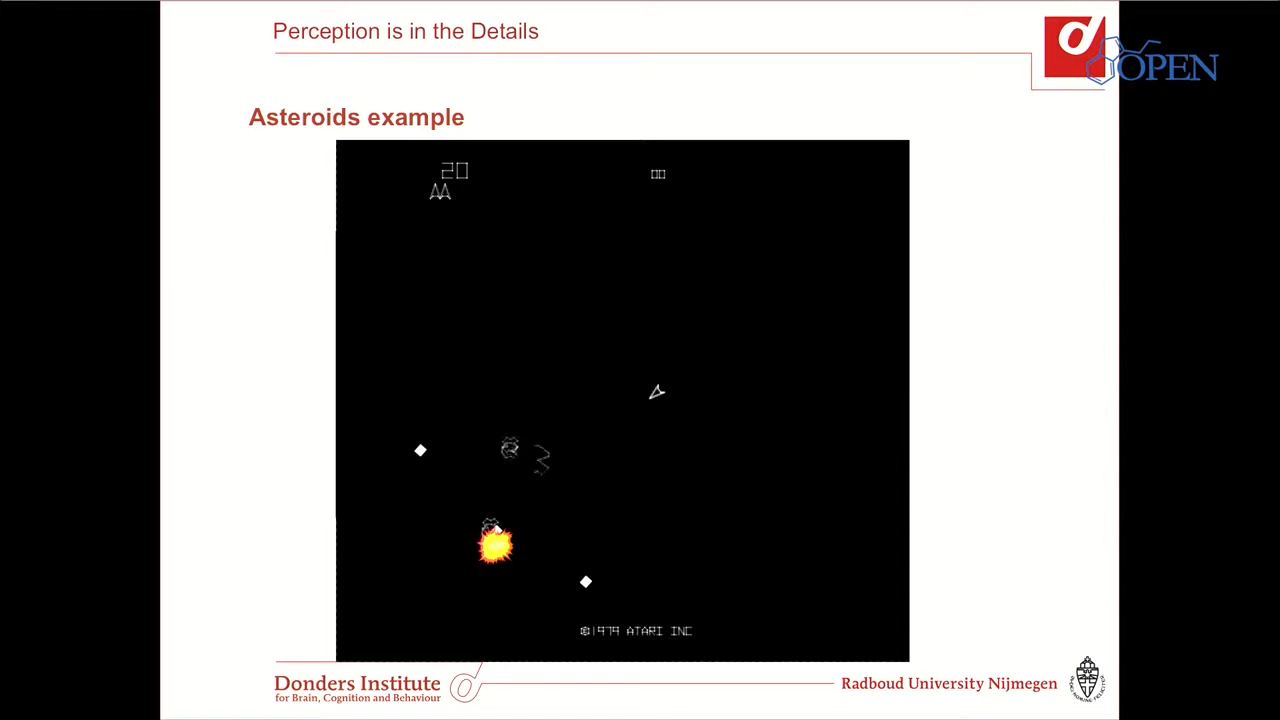 Perception is in the Details
OPEN
Asteroids example
20
00
©1979 ATARI INC
Donders Institute
for Brain, Cognition and Behaviour
Radboud University Nijmegen